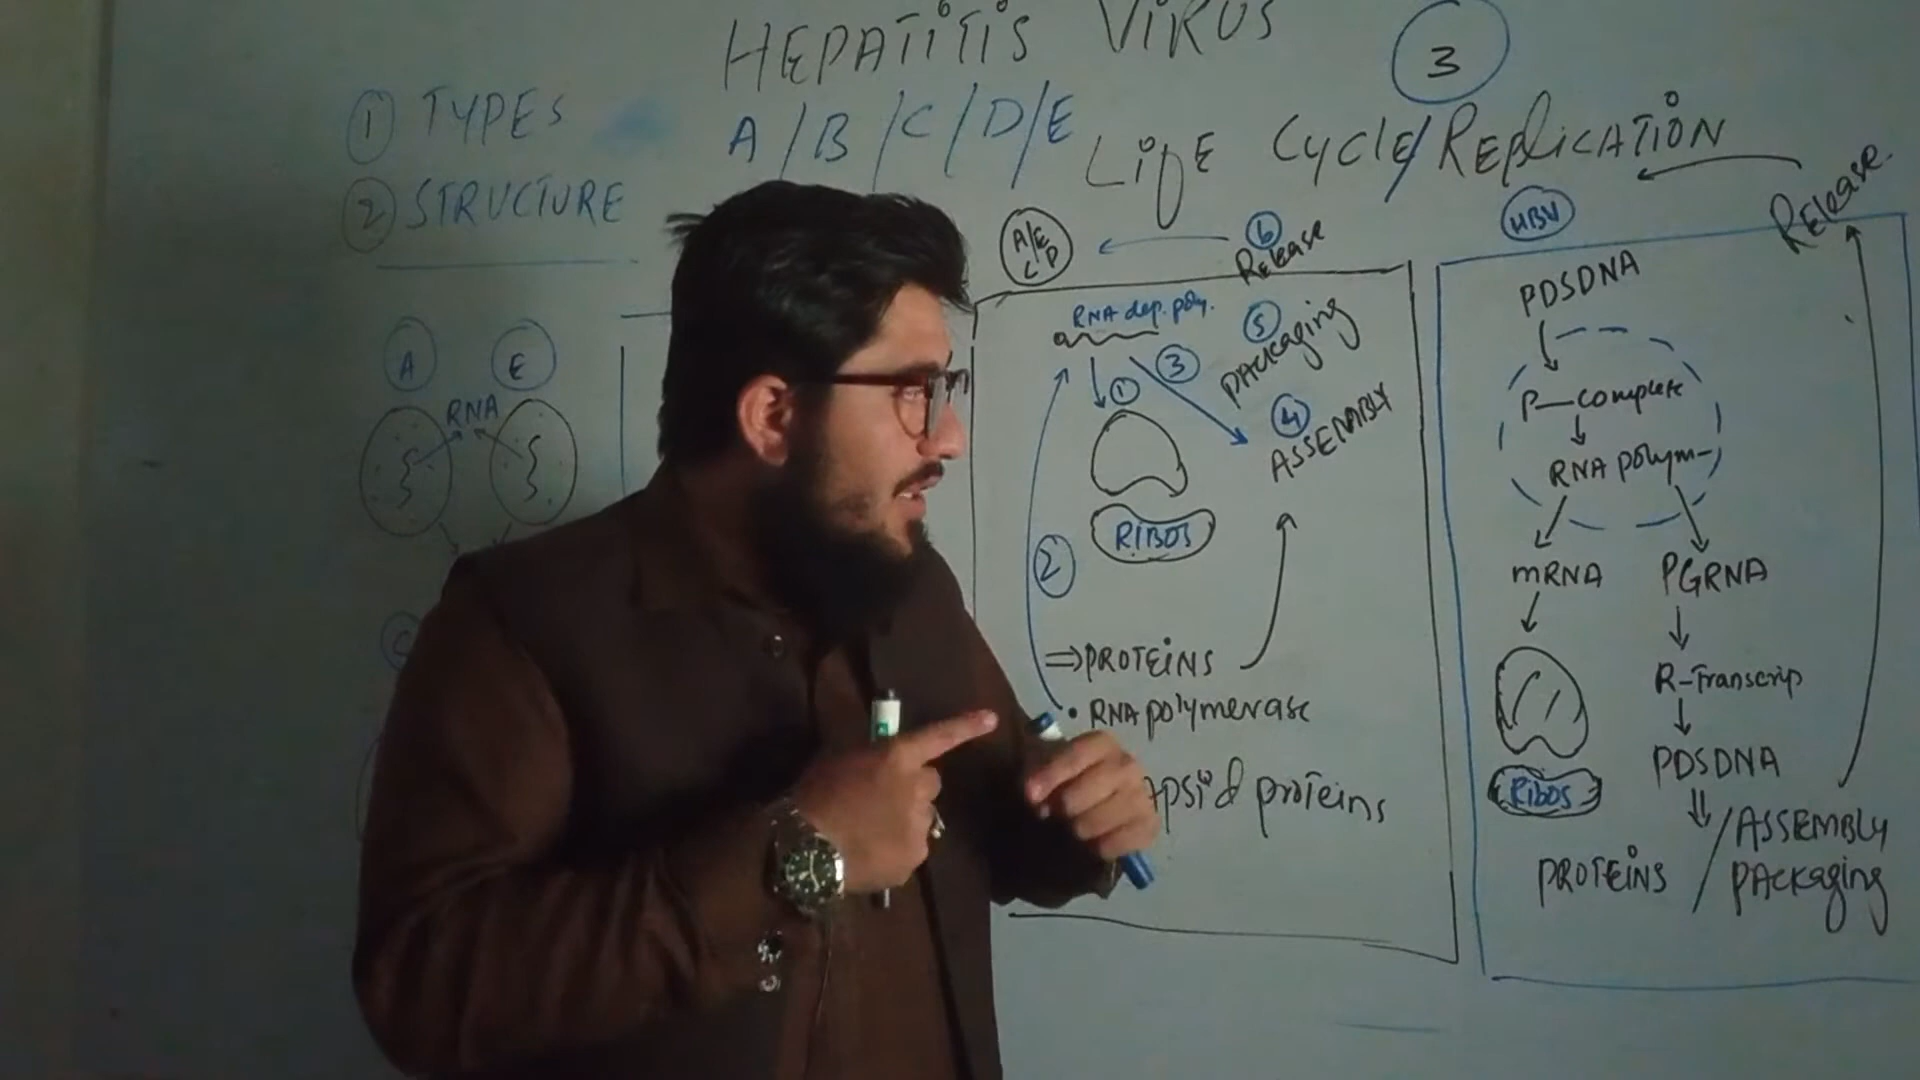 HEPATITIS VIRUS
3
① TYPES
A/B/C/D/E
② STRUCTURE
LifE Cycle/REplicATION
A
E
RNA
A/E
C/D
⑥
RElease
RNA dep. poly.
⑤
PAckaging
③
①
④
ASSEMBLY
RIBOS
②
⇒PROTEINS
• RNA polymerase
apsid proteins
HBV
RElease
PDSDNA
P—complete
RNA polym-
mRNA
PGRNA
R-Transcrip
PDSDNA
Ribos
PROTEINS / ASSEMBLY
PAckaging